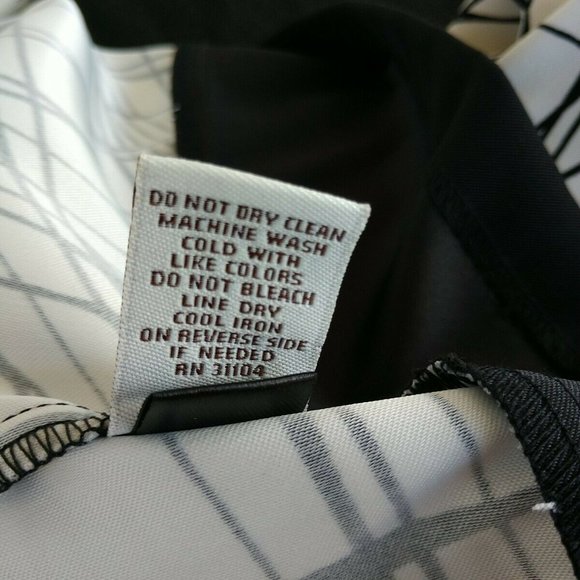 DO NOT DRY CLEAN
MACHINE WASH
COLD WITH
LIKE COLORS
DO NOT BLEACH
LINE DRY
COOL IRON
ON REVERSE SIDE
IF NEEDED
RN 31104